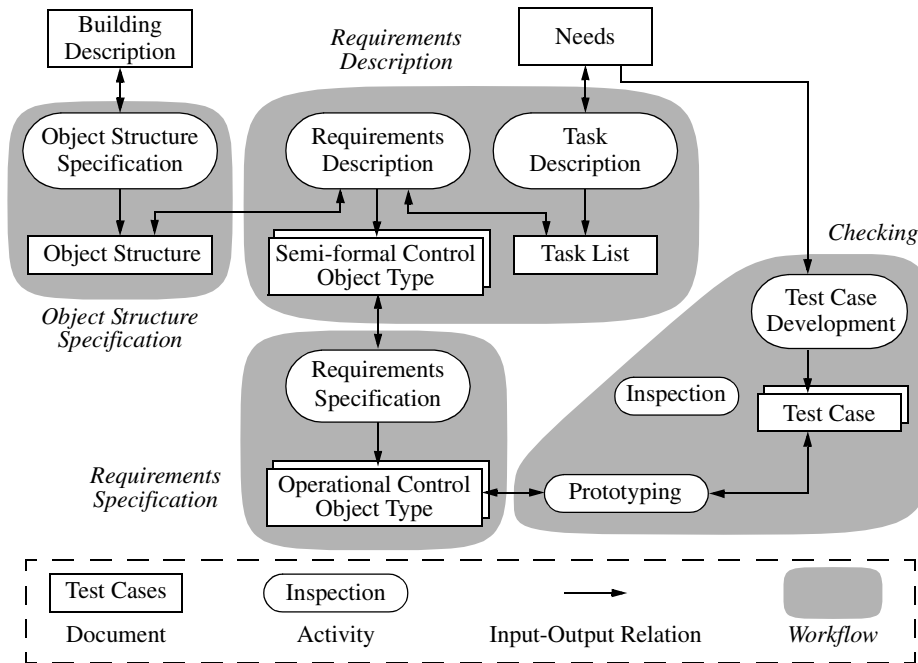 Building
Description
Requirements
Description
Needs
Object Structure
Specification
Requirements
Description
Task
Description
Object Structure
Semi-formal Control
Object Type
Task List
Checking
Object Structure
Specification
Test Case
Development
Requirements
Specification
Inspection
Test Case
Requirements
Specification
Operational Control
Object Type
Prototyping
Test Cases
Inspection
Document
Activity
Input-Output Relation
Workflow